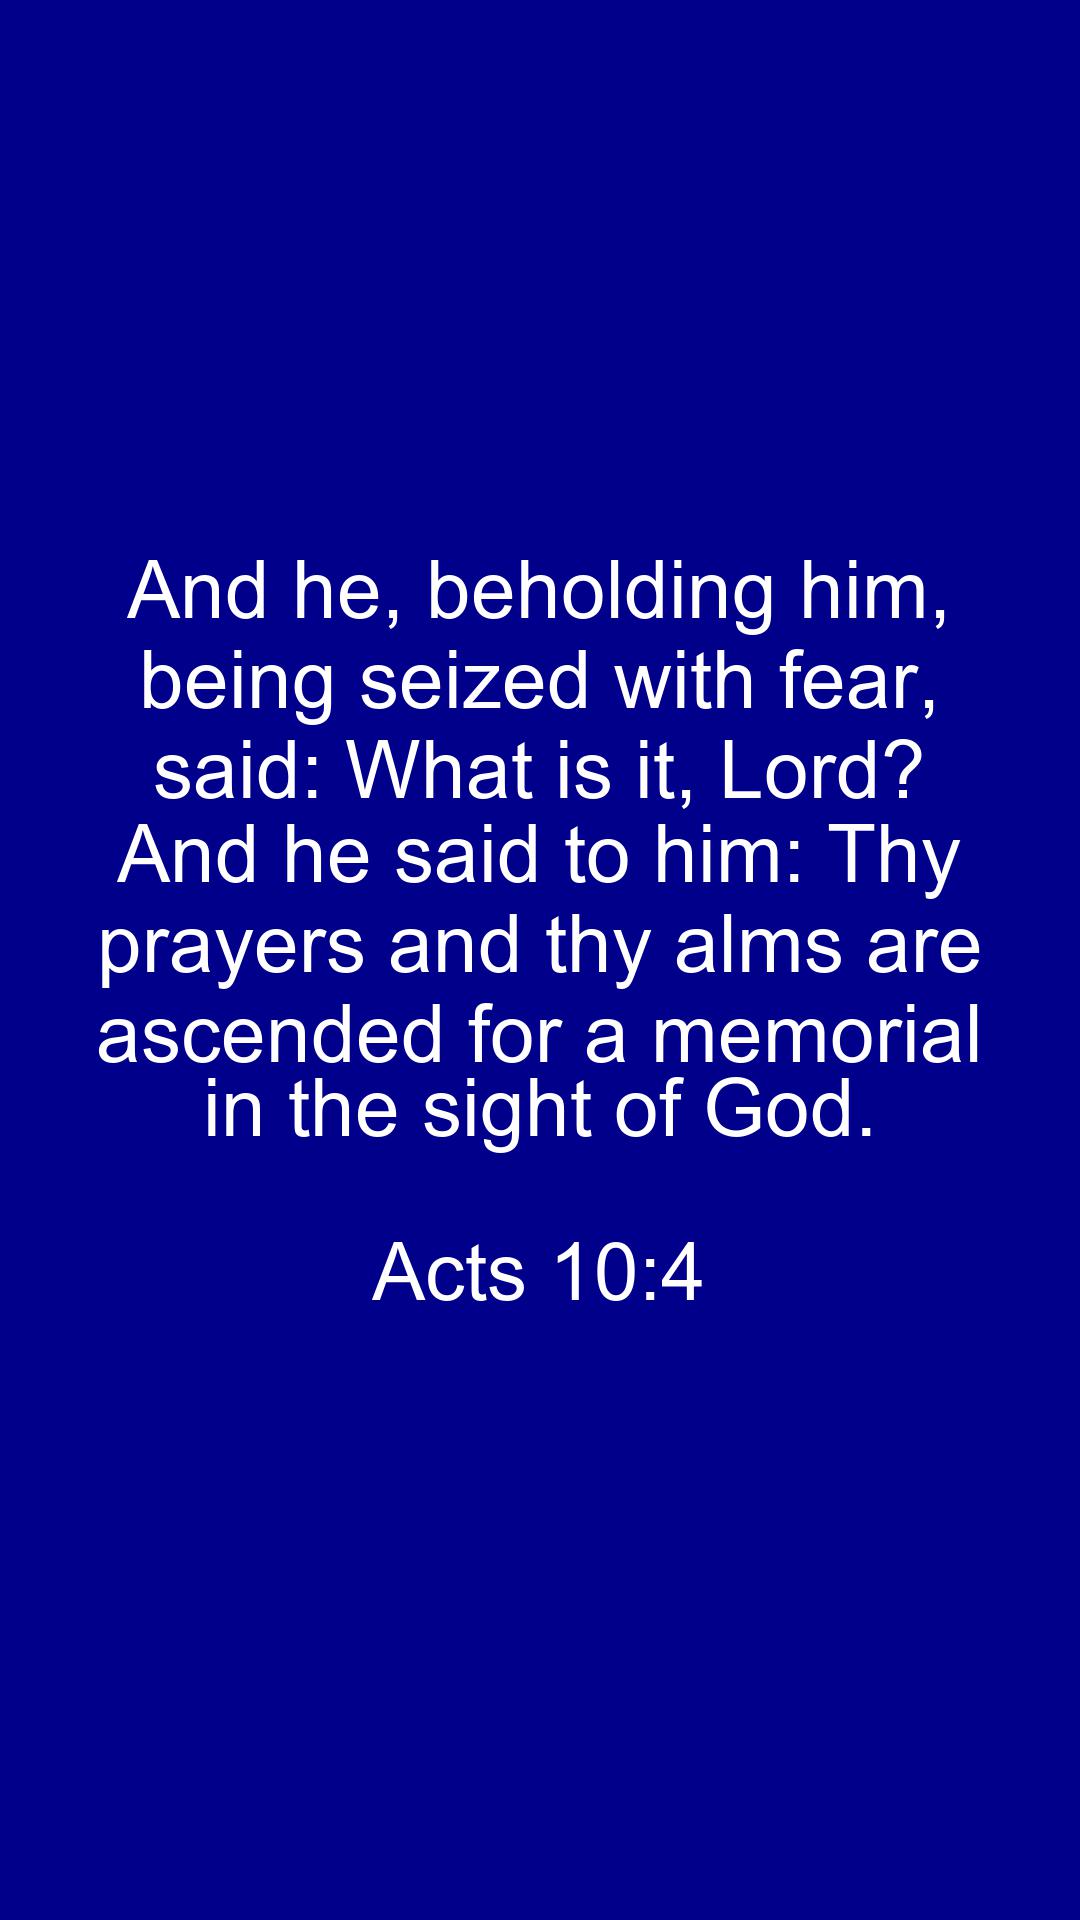 And he, beholding him,
being seized with fear,
said: What is it, Lord?
And he said to him: Thy
prayers and thy alms are
ascended for a memorial
in the sight of God.
Acts 10:4